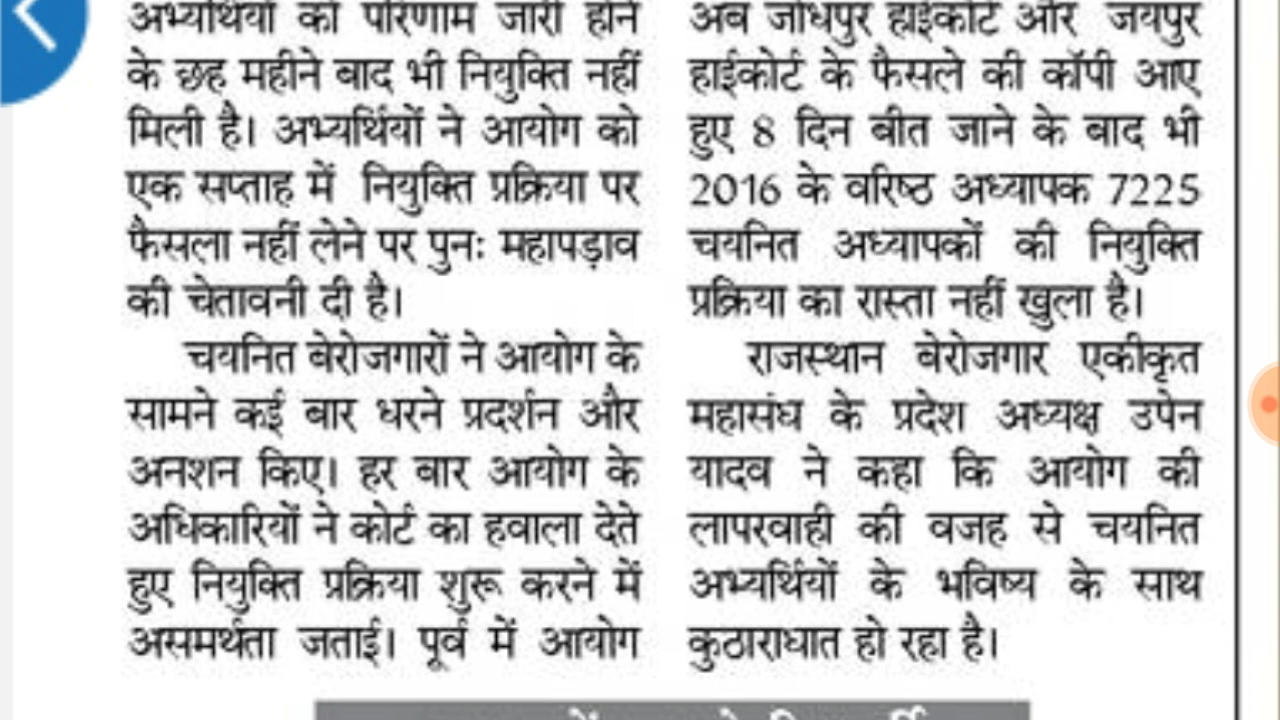 अभ्यर्थियों को परिणाम जारी होने
के छह महीने बाद भी नियुक्ति नहीं
मिली है। अभ्यर्थियों ने आयोग को
एक सप्ताह में नियुक्ति प्रक्रिया पर
फैसला नहीं लेने पर पुनः महापड़ाव
की चेतावनी दी है।
चयनित बेरोजगारों ने आयोग के
सामने कई बार धरने प्रदर्शन और
अनशन किए। हर बार आयोग के
अधिकारियों ने कोर्ट का हवाला देते
हुए नियुक्ति प्रक्रिया शुरू करने में
असमर्थता जताई। पूर्व में आयोग
अब जोधपुर हाईकोर्ट और जयपुर
हाईकोर्ट के फैसले की कॉपी आए
हुए 8 दिन बीत जाने के बाद भी
2016 के वरिष्ठ अध्यापक 7225
चयनित अध्यापकों की नियुक्ति
प्रक्रिया का रास्ता नहीं खुला है।
राजस्थान बेरोजगार एकीकृत
महासंघ के प्रदेश अध्यक्ष उपेन
यादव ने कहा कि आयोग की
लापरवाही की वजह से चयनित
अभ्यर्थियों के भविष्य के साथ
कुठाराघात हो रहा है।